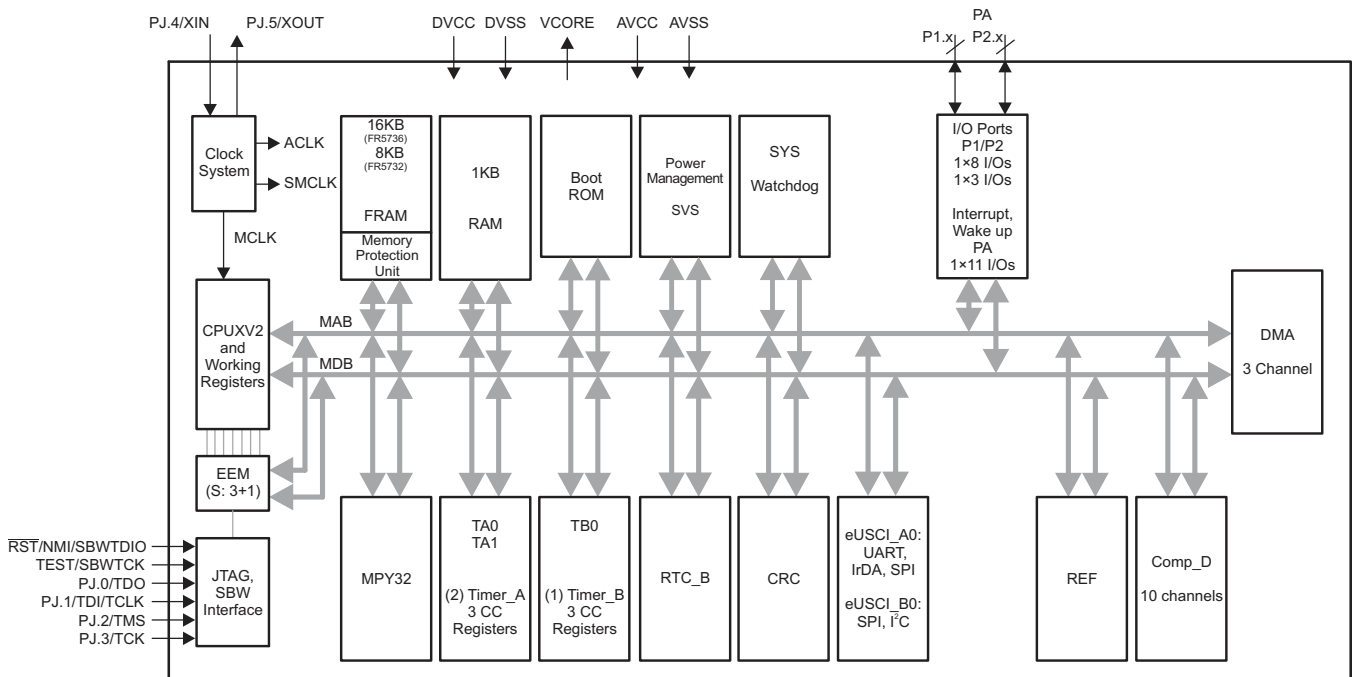 PJ.4/XIN
PJ.5/XOUT
DVCC
DVSS
VCORE
AVCC
AVSS
PA
P1.x
P2.x
Clock
System
ACLK
SMCLK
MCLK
16KB
(FR5736)
8KB
(FR5732)
FRAM
Memory
Protection
Unit
1KB
RAM
Boot
ROM
Power
Management
SVS
SYS
Watchdog
I/O Ports
P1/P2
1×8 I/Os
1×3 I/Os
Interrupt,
Wake up
PA
1×11 I/Os
CPUXV2
and
Working
Registers
MAB
MDB
DMA
3 Channel
EEM
(S: 3+1)
RST/NMI/SBWTDIO
TEST/SBWTCK
PJ.0/TDO
PJ.1/TDI/TCLK
PJ.2/TMS
PJ.3/TCK
JTAG,
SBW
Interface
MPY32
TA0
TA1
(2) Timer_A
3 CC
Registers
TB0
(1) Timer_B
3 CC
Registers
RTC_B
CRC
eUSCI_A0:
UART,
IrDA, SPI
eUSCI_B0:
SPI, I²C
REF
Comp_D
10 channels